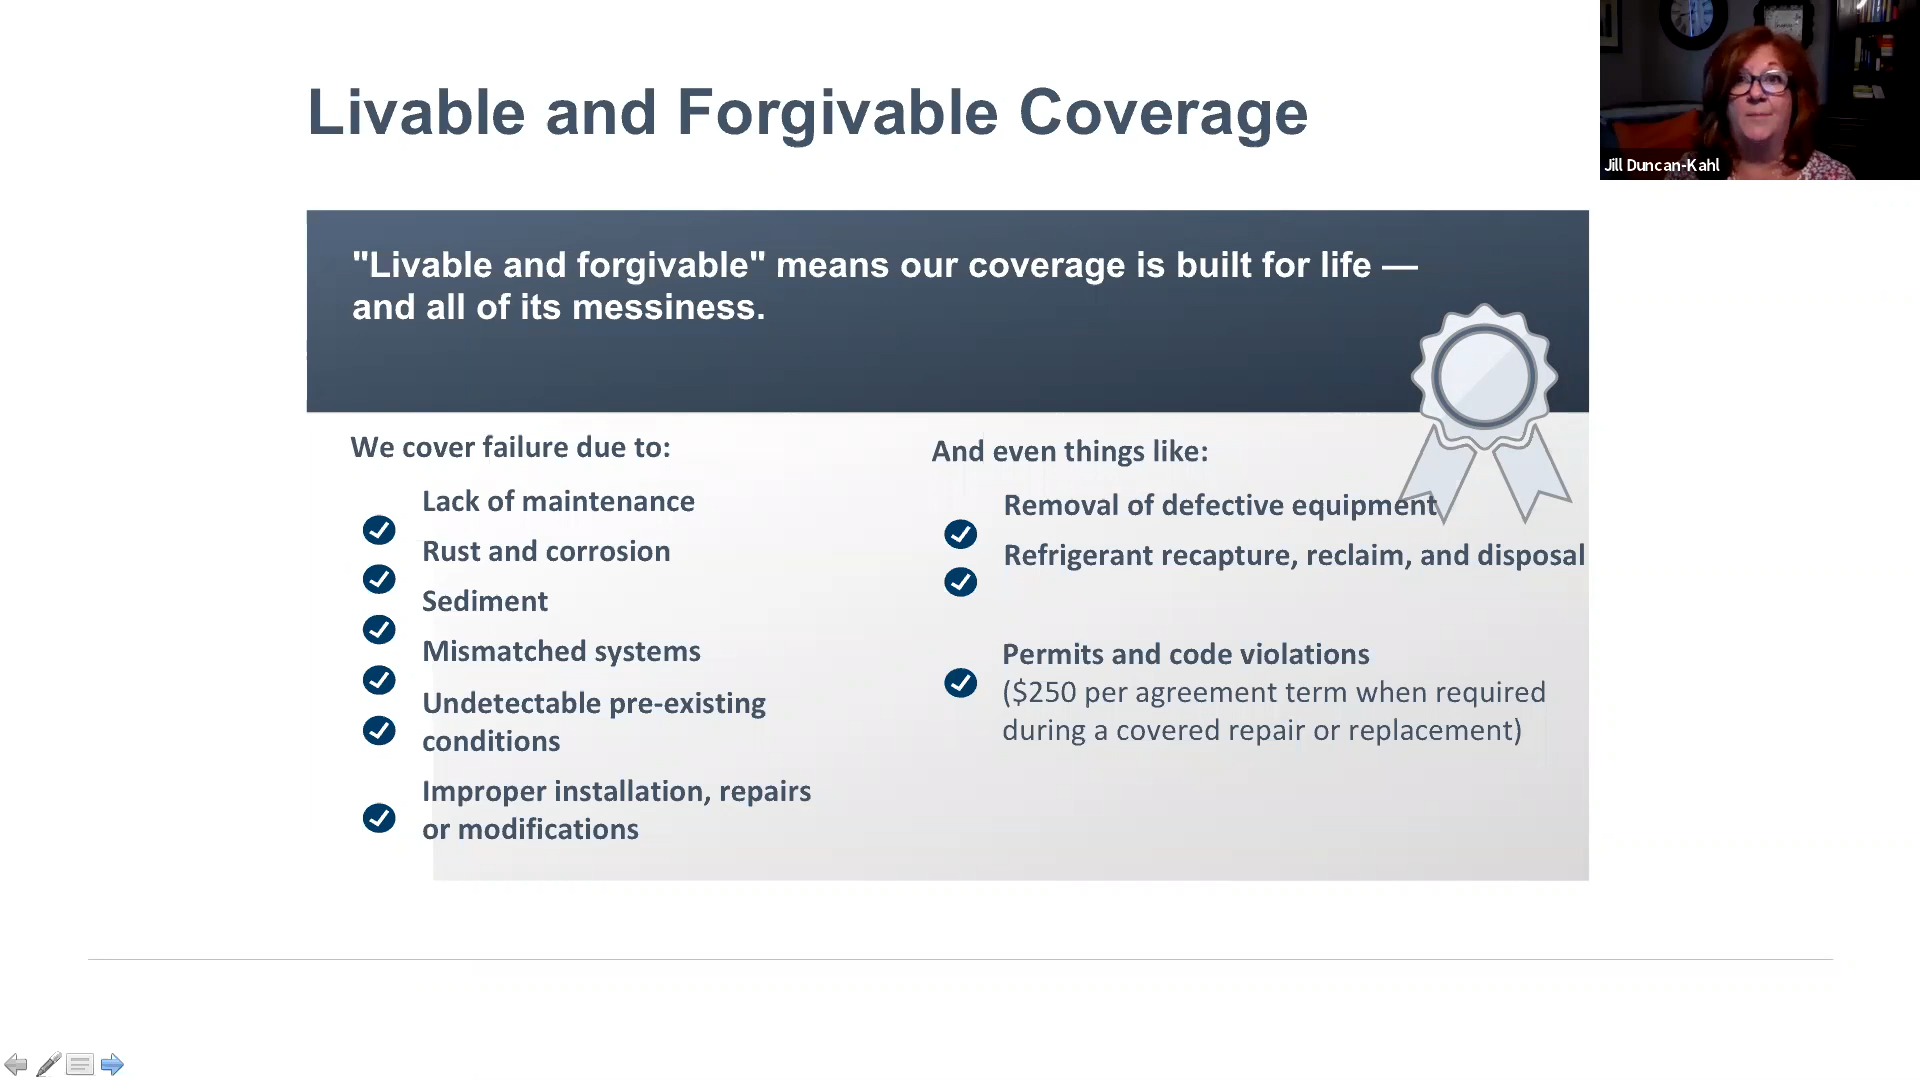 Livable and Forgivable Coverage
Jill Duncan-Kahl
"Livable and forgivable" means our coverage is built for life —
and all of its messiness.
We cover failure due to:
Lack of maintenance
Rust and corrosion
Sediment
Mismatched systems
Undetectable pre-existing
conditions
Improper installation, repairs
or modifications
And even things like:
Removal of defective equipment
Refrigerant recapture, reclaim, and disposal
Permits and code violations
($250 per agreement term when required
during a covered repair or replacement)